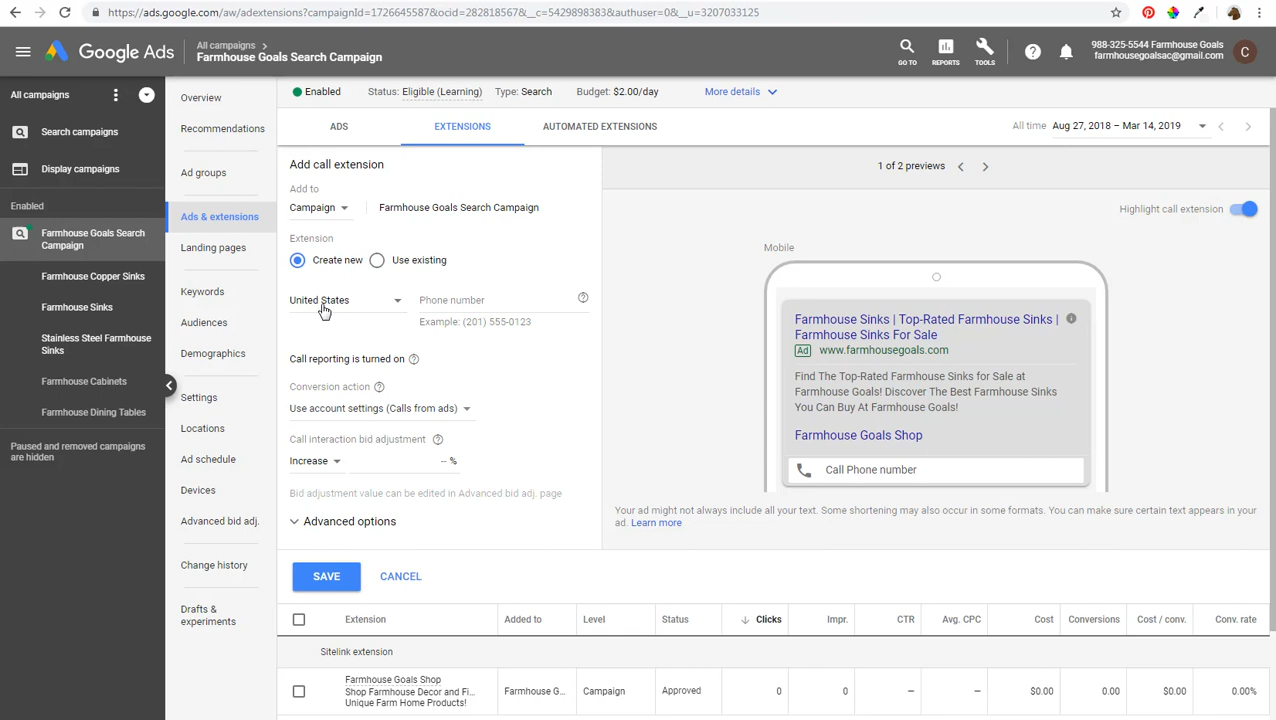 https://ads.google.com/aw/adextensions?campaignId=1726645587&ocid=282818567&__c=5429898383&authuser=0&__u=3207033125
Google Ads
All campaigns
Farmhouse Goals Search Campaign
GO TO
REPORTS
TOOLS
988-325-5544 Farmhouse Goals
farmhousegoalsac@gmail.com
C
All campaigns
Search campaigns
Display campaigns
Enabled
Farmhouse Goals Search
Campaign
Farmhouse Copper Sinks
Farmhouse Sinks
Stainless Steel Farmhouse
Sinks
Farmhouse Cabinets
Farmhouse Dining Tables
Paused and removed campaigns
are hidden
Overview
Recommendations
Ad groups
Ads & extensions
Landing pages
Keywords
Audiences
Demographics
Settings
Locations
Ad schedule
Devices
Advanced bid adj.
Change history
Drafts &
experiments
Enabled
Status: Eligible (Learning)
Type: Search
Budget: $2.00/day
More details
ADS
EXTENSIONS
AUTOMATED EXTENSIONS
All time
Aug 27, 2018 – Mar 14, 2019
Add call extension
Add to
Campaign
Farmhouse Goals Search Campaign
Extension
Create new
Use existing
United States
Phone number
Example: (201) 555-0123
Call reporting is turned on
Conversion action
Use account settings (Calls from ads)
Call interaction bid adjustment
Increase
-- %
Bid adjustment value can be edited in Advanced bid adj. page
Advanced options
SAVE
CANCEL
1 of 2 previews
Highlight call extension
Mobile
Farmhouse Sinks | Top-Rated Farmhouse Sinks |
Farmhouse Sinks For Sale
Ad www.farmhousegoals.com
Find The Top-Rated Farmhouse Sinks for Sale at
Farmhouse Goals! Discover The Best Farmhouse Sinks
You Can Buy At Farmhouse Goals!
Farmhouse Goals Shop
Call Phone number
Your ad might not always include all your text. Some shortening may also occur in some formats. You can make sure certain text appears in your
ad. Learn more
Extension
Added to
Level
Status
Clicks
Impr.
CTR
Avg. CPC
Cost
Conversions
Cost / conv.
Conv. rate
Sitelink extension
Farmhouse Goals Shop
Shop Farmhouse Decor and Fi...
Unique Farm Home Products!
Farmhouse G...
Campaign
Approved
0
0
—
—
$0.00
0.00
$0.00
0.00%